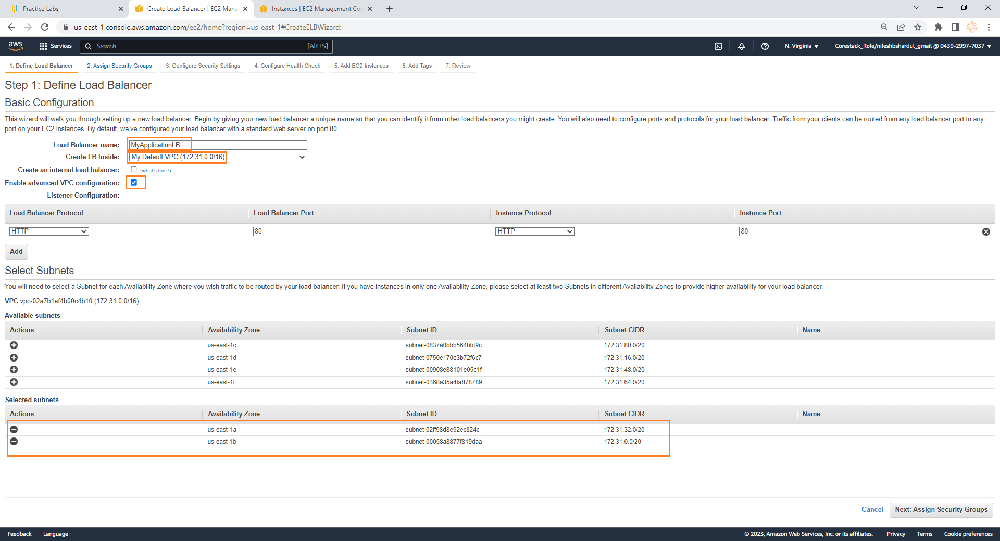 Practice Labs
Create Load Balancer | EC2 Mana
Instances | EC2 Management Cor
us-east-1.console.aws.amazon.com/ec2/home?region=us-east-1#CreateELBWizard:
aws
Services
Search
[Alt+S]
N. Virginia
Corestack_Role/nileshbshardul_gmail @ 0439-2997-7037
1. Define Load Balancer
2. Assign Security Groups
3. Configure Security Settings
4. Configure Health Check
5. Add EC2 Instances
6. Add Tags
7. Review
Step 1: Define Load Balancer
Basic Configuration
This wizard will walk you through setting up a new load balancer. Begin by giving your new load balancer a unique name so that you can identify it from other load balancers you might create. You will also need to configure ports and protocols for your load balancer. Traffic from your clients can be routed from any load balancer port to any
port on your EC2 instances. By default, we've configured your load balancer with a standard web server on port 80.
Load Balancer name: MyApplicationLB
Create LB Inside: My Default VPC (172.31.0.0/16)
Create an internal load balancer: (what's this?)
Enable advanced VPC configuration:
Listener Configuration:
Load Balancer Protocol Load Balancer Port Instance Protocol Instance Port
HTTP 80 HTTP 80
Add
Select Subnets
You will need to select a Subnet for each Availability Zone where you wish traffic to be routed by your load balancer. If you have instances in only one Availability Zone, please select at least two Subnets in different Availability Zones to provide higher availability for your load balancer.
VPC vpc-02a7b1af4b00c4b10 (172.31.0.0/16)
Available subnets
Actions Availability Zone Subnet ID Subnet CIDR Name
us-east-1c subnet-0837a0bbb564bbf9c 172.31.80.0/20
us-east-1d subnet-0750e170e3b72f6c7 172.31.16.0/20
us-east-1e subnet-00908e88101e05c1f 172.31.48.0/20
us-east-1f subnet-0368a35a4fa878789 172.31.64.0/20
Selected subnets
Actions Availability Zone Subnet ID Subnet CIDR Name
us-east-1a subnet-02ff98d8e92ec824c 172.31.32.0/20
us-east-1b subnet-00058a8877f819daa 172.31.0.0/20
Cancel
Next: Assign Security Groups
Feedback Language © 2023, Amazon Web Services, Inc. or its affiliates. Privacy Terms Cookie preferences